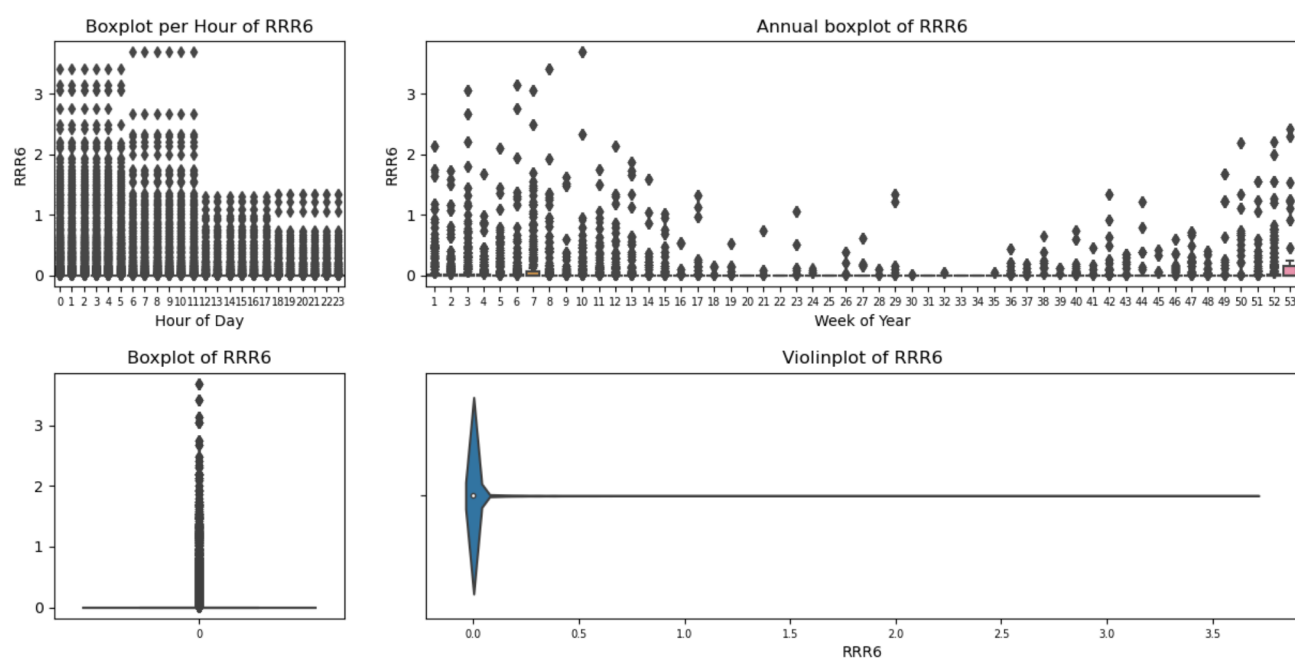 Boxplot per Hour of RRR6
Annual boxplot of RRR6
RRR6
3
2
1
0
0 1 2 3 4 5 6 7 8 9 10 11 12 13 14 15 16 17 18 19 20 21 22 23
Hour of Day
RRR6
3
2
1
0
1 2 3 4 5 6 7 8 9 10 11 12 13 14 15 16 17 18 19 20 21 22 23 24 25 26 27 28 29 30 31 32 33 34 35 36 37 38 39 40 41 42 43 44 45 46 47 48 49 50 51 52 53
Week of Year
Boxplot of RRR6
Violinplot of RRR6
3
2
1
0
0
0.0 0.5 1.0 1.5 2.0 2.5 3.0 3.5
RRR6